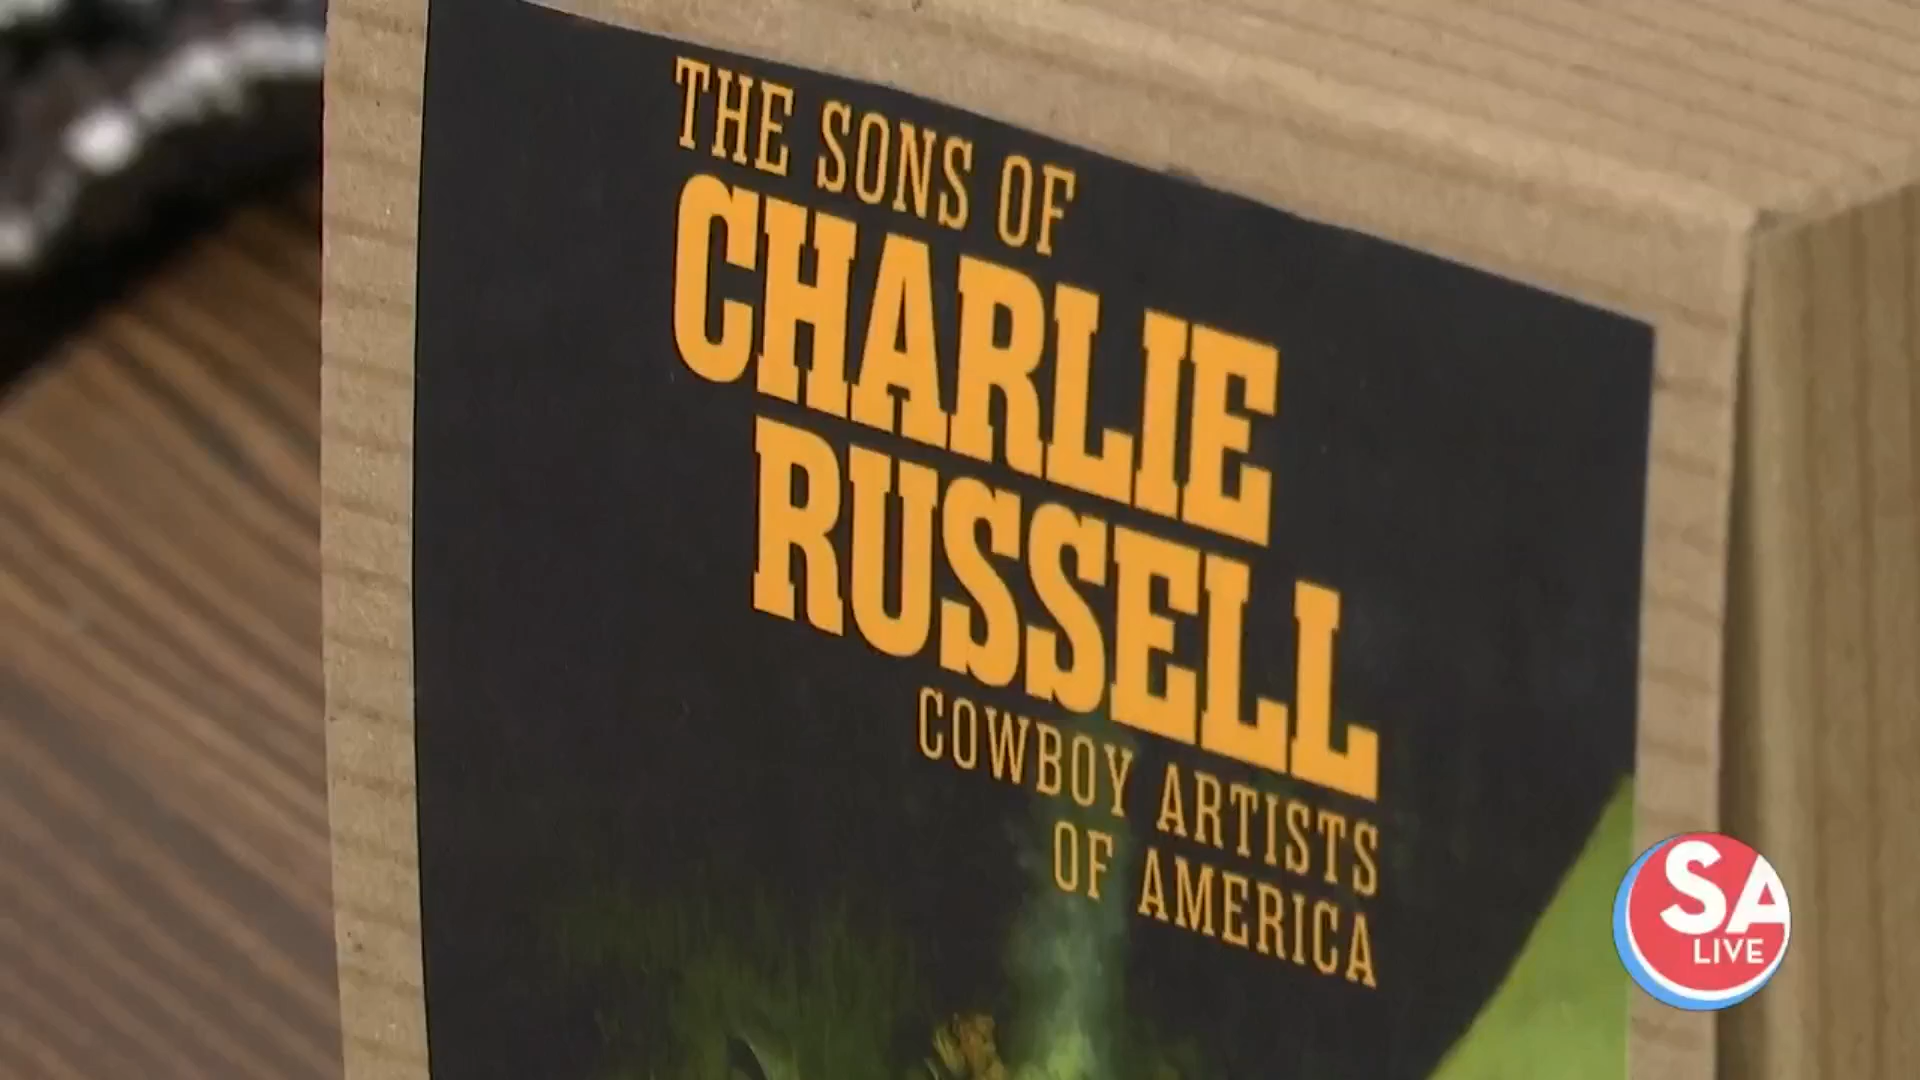 THE SONS OF
CHARLIE
RUSSELL
COWBOY ARTISTS
OF AMERICA
SA
LIVE